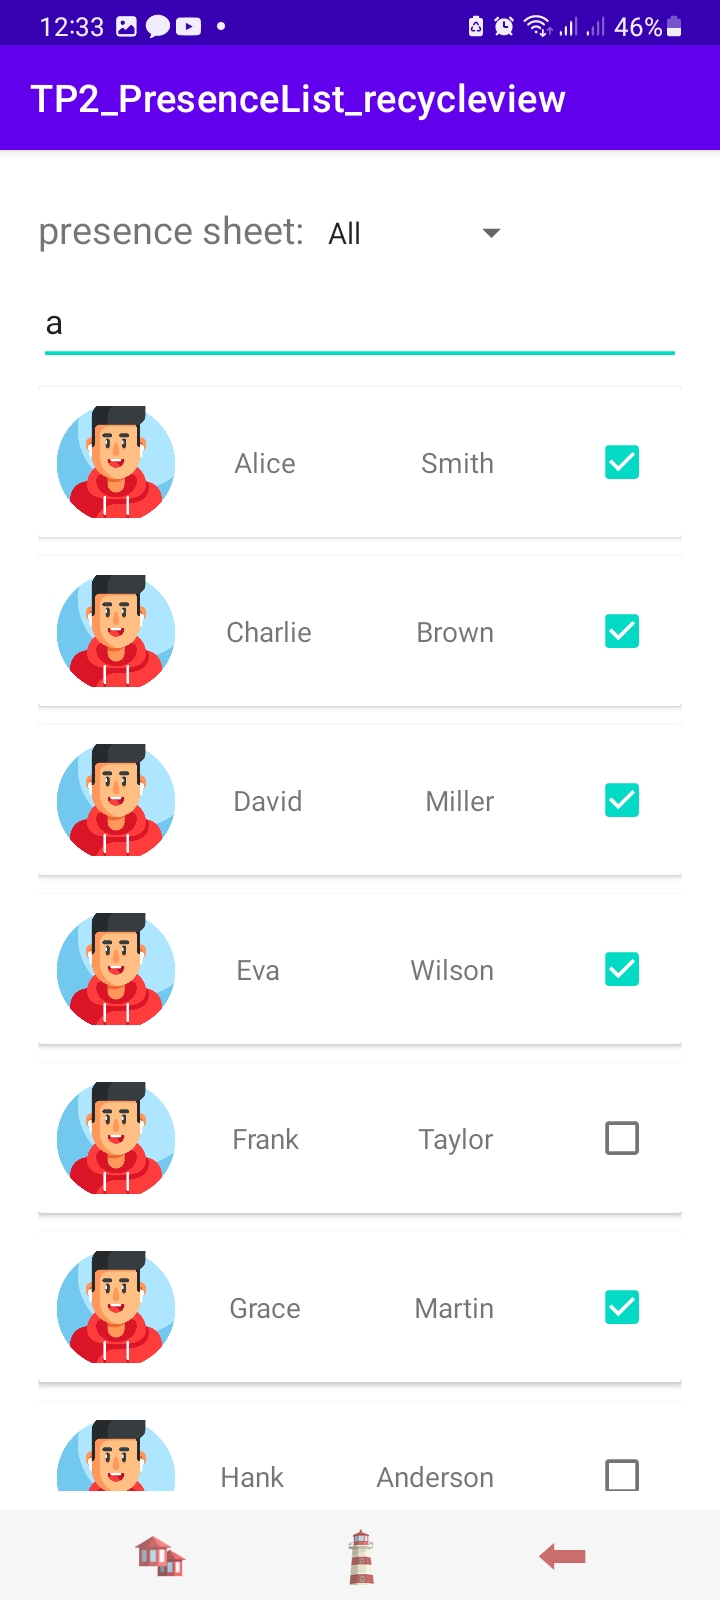 12:33 46%
TP2_PresenceList_recycleview
presence sheet: All
a
Alice Smith
Charlie Brown
David Miller
Eva Wilson
Frank Taylor
Grace Martin
Hank Anderson